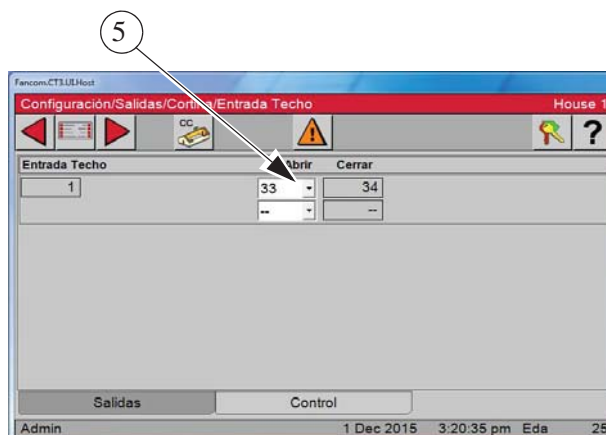 5
Fancom.CT3.UI.Host
Configuración/Salidas/Cortina/Entrada Techo House 1
CC ?
Entrada Techo Abrir Cerrar
1 33 34
-- --
Salidas Control
Admin 1 Dec 2015 3:20:35 pm Eda 25